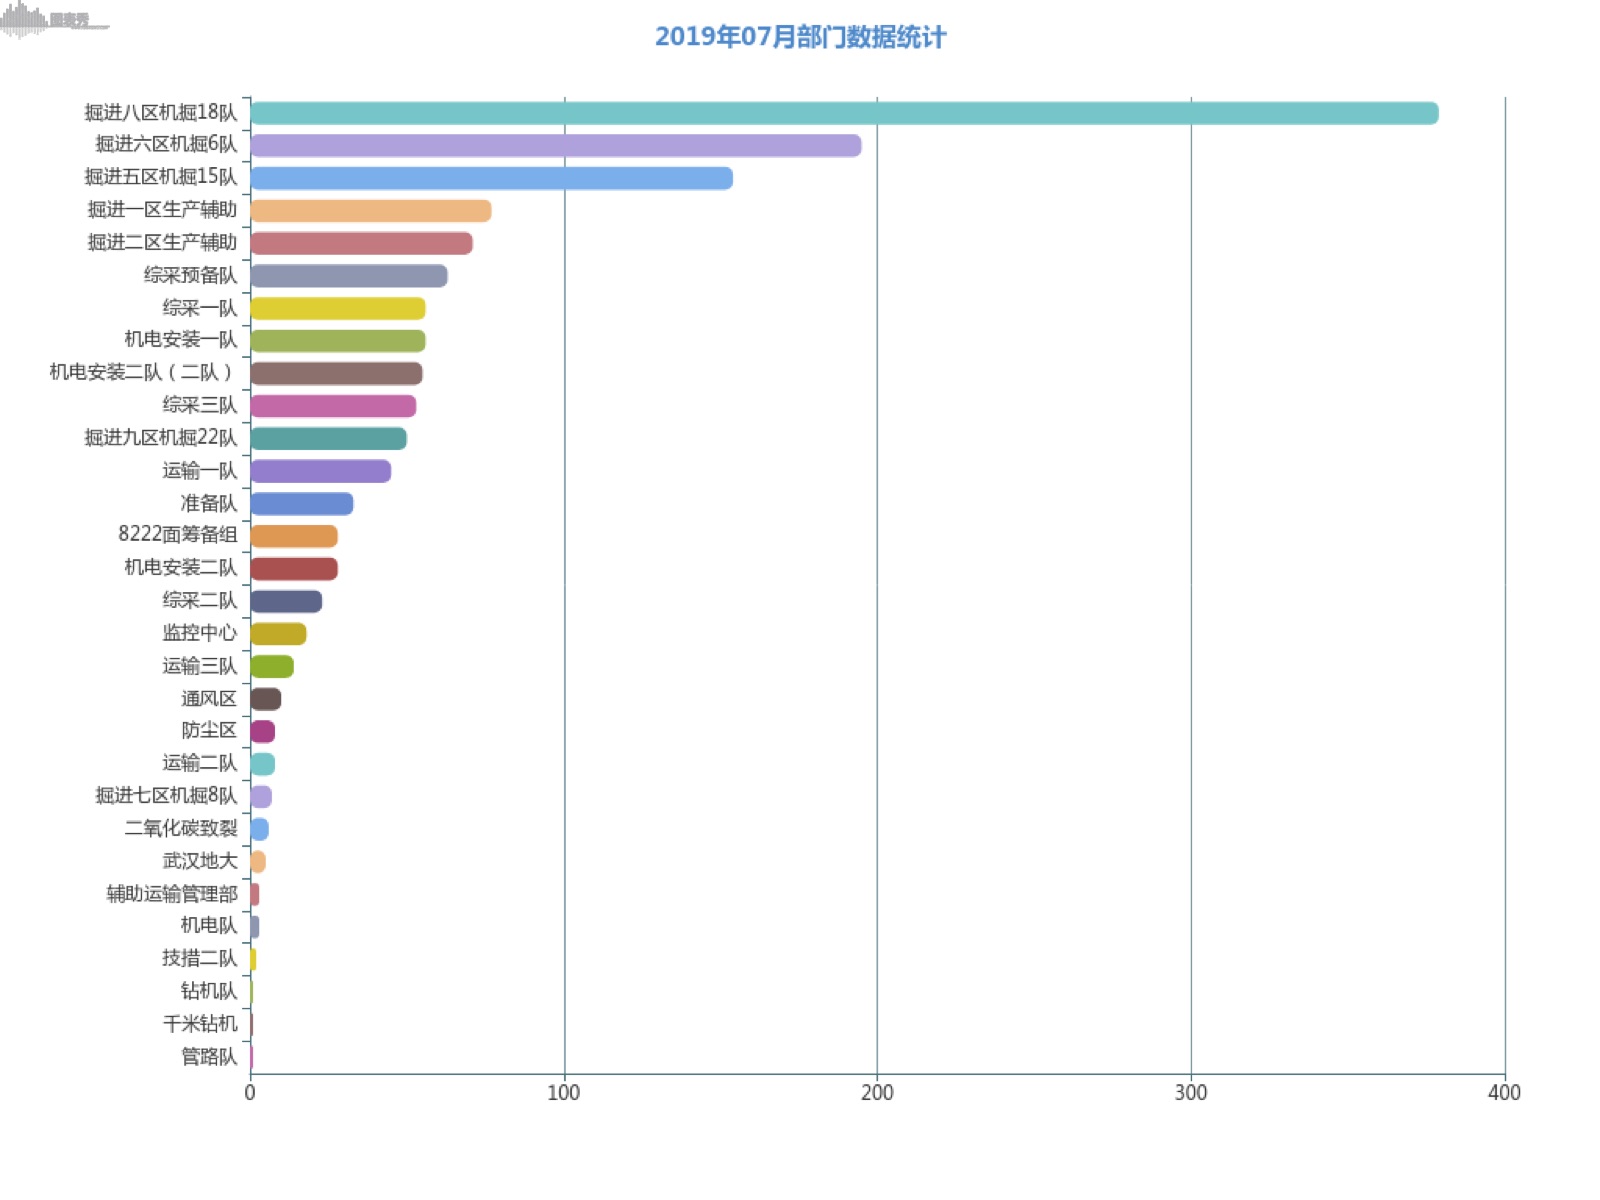 图表秀
2019年07月部门数据统计
掘进八区机掘18队
掘进六区机掘6队
掘进五区机掘15队
掘进一区生产辅助
掘进二区生产辅助
综采预备队
综采一队
机电安装一队
机电安装二队（二队）
综采三队
掘进九区机掘22队
运输一队
准备队
8222面筹备组
机电安装二队
综采二队
监控中心
运输三队
通风区
防尘区
运输二队
掘进七区机掘8队
二氧化碳致裂
武汉地大
辅助运输管理部
机电队
技措二队
钻机队
千米钻机
管路队
0 100 200 300 400